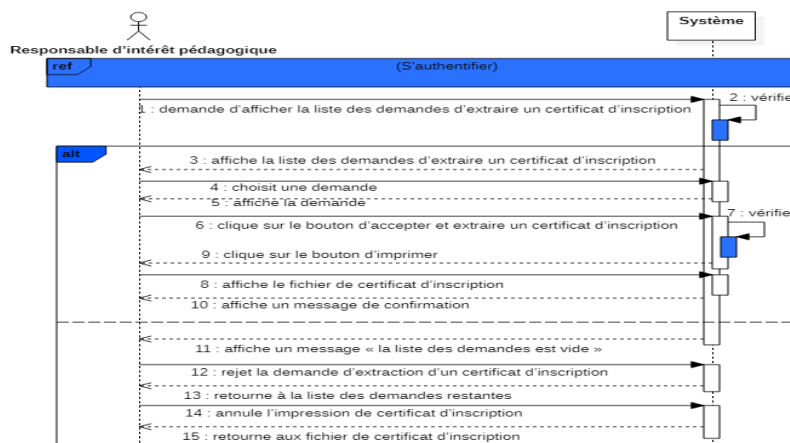 Système
Responsable d'intérêt pédagogique
ref
(S'authentifier)
1 : demande d'afficher la liste des demandes d'extraire un certificat d'inscription
2 : vérifie
alt
3 : affiche la liste des demandes d'extraire un certificat d'inscription
4 : choisit une demande
5 : affiche la demande
6 : clique sur le bouton d'accepter et extraire un certificat d'inscription
7 : vérifie
9 : clique sur le bouton d'imprimer
8 : affiche le fichier de certificat d'inscription
10 : affiche un message de confirmation
11 : affiche un message « la liste des demandes est vide »
12 : rejet la demande d'extraction d'un certificat d'inscription
13 : retourne à la liste des demandes restantes
14 : annule l'impression de certificat d'inscription
15 : retourne aux fichier de certificat d'inscription